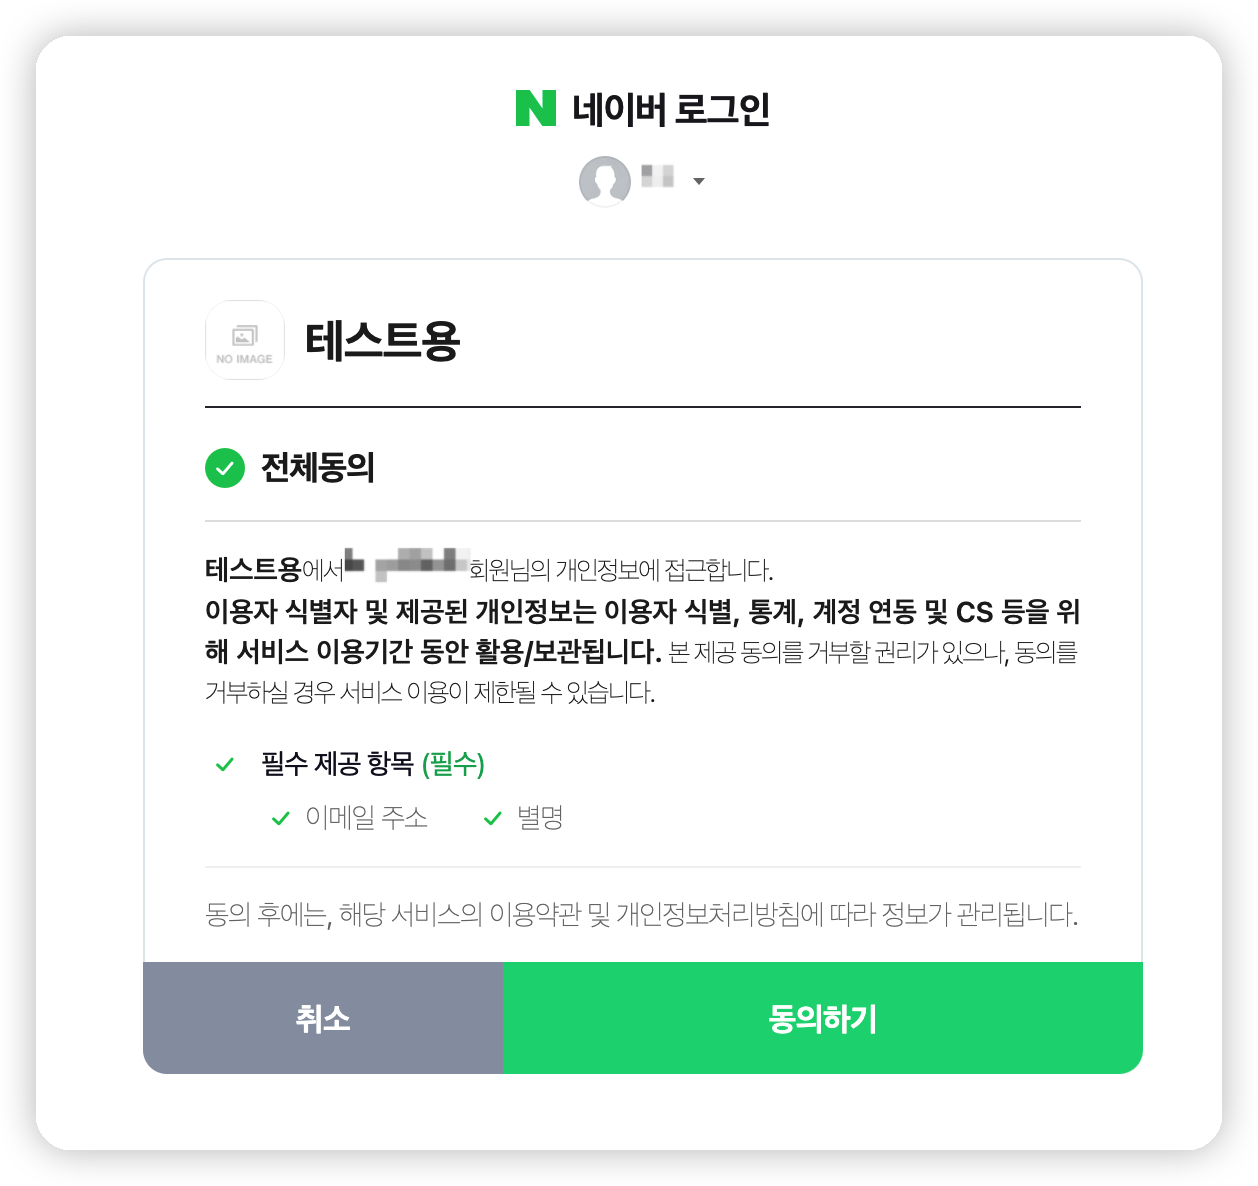 N 네이버 로그인
NO IMAGE
테스트용
전체동의
테스트용에서 회원님의 개인정보에 접근합니다.
이용자 식별자 및 제공된 개인정보는 이용자 식별, 통계, 계정 연동 및 CS 등을 위
해 서비스 이용기간 동안 활용/보관됩니다. 본 제공 동의를 거부할 권리가 있으나, 동의를
거부하실 경우 서비스 이용이 제한될 수 있습니다.
필수 제공 항목 (필수)
이메일 주소 별명
동의 후에는, 해당 서비스의 이용약관 및 개인정보처리방침에 따라 정보가 관리됩니다.
취소 동의하기